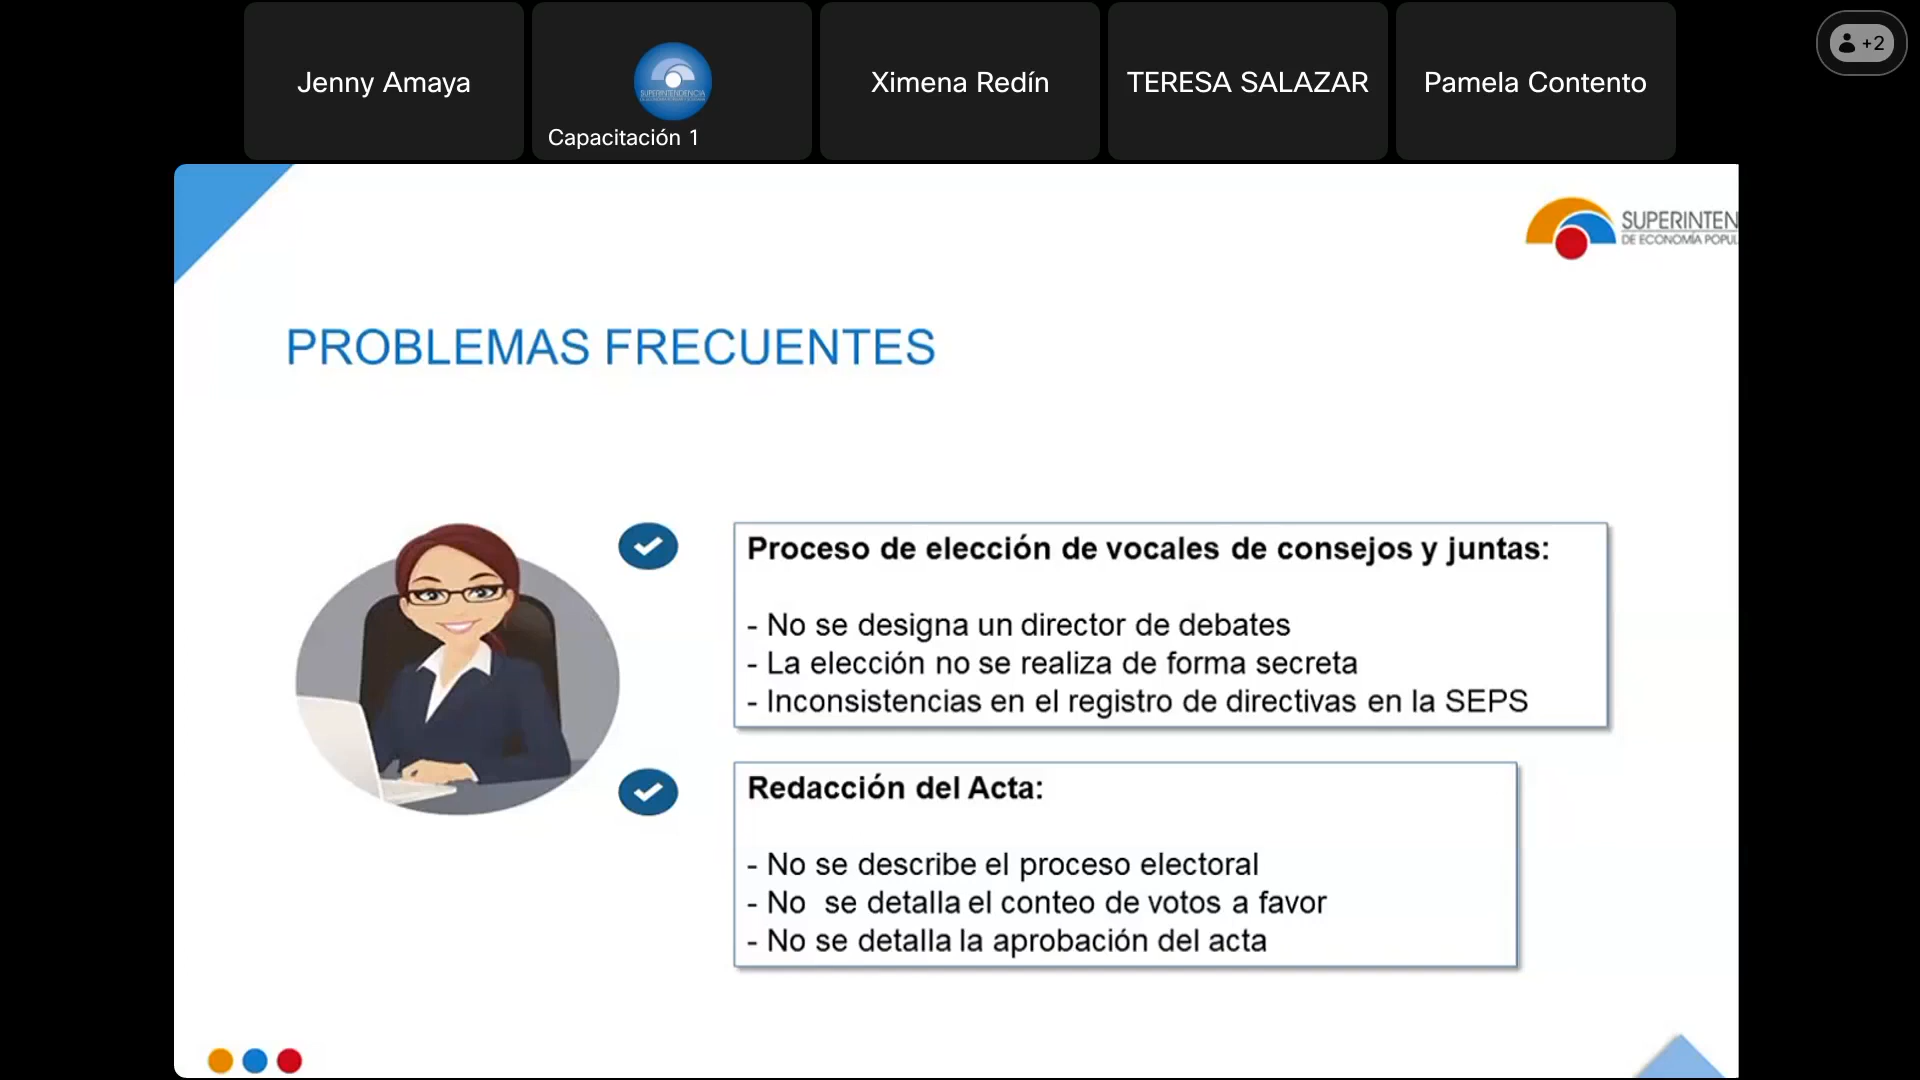 Jenny Amaya
Capacitación 1
Ximena Redín
TERESA SALAZAR
Pamela Contento
+2
SUPERINTEN
DE ECONOMÍA POPUL
PROBLEMAS FRECUENTES
Proceso de elección de vocales de consejos y juntas:
- No se designa un director de debates
- La elección no se realiza de forma secreta
- Inconsistencias en el registro de directivas en la SEPS
Redacción del Acta:
- No se describe el proceso electoral
- No  se detalla el conteo de votos a favor
- No se detalla la aprobación del acta